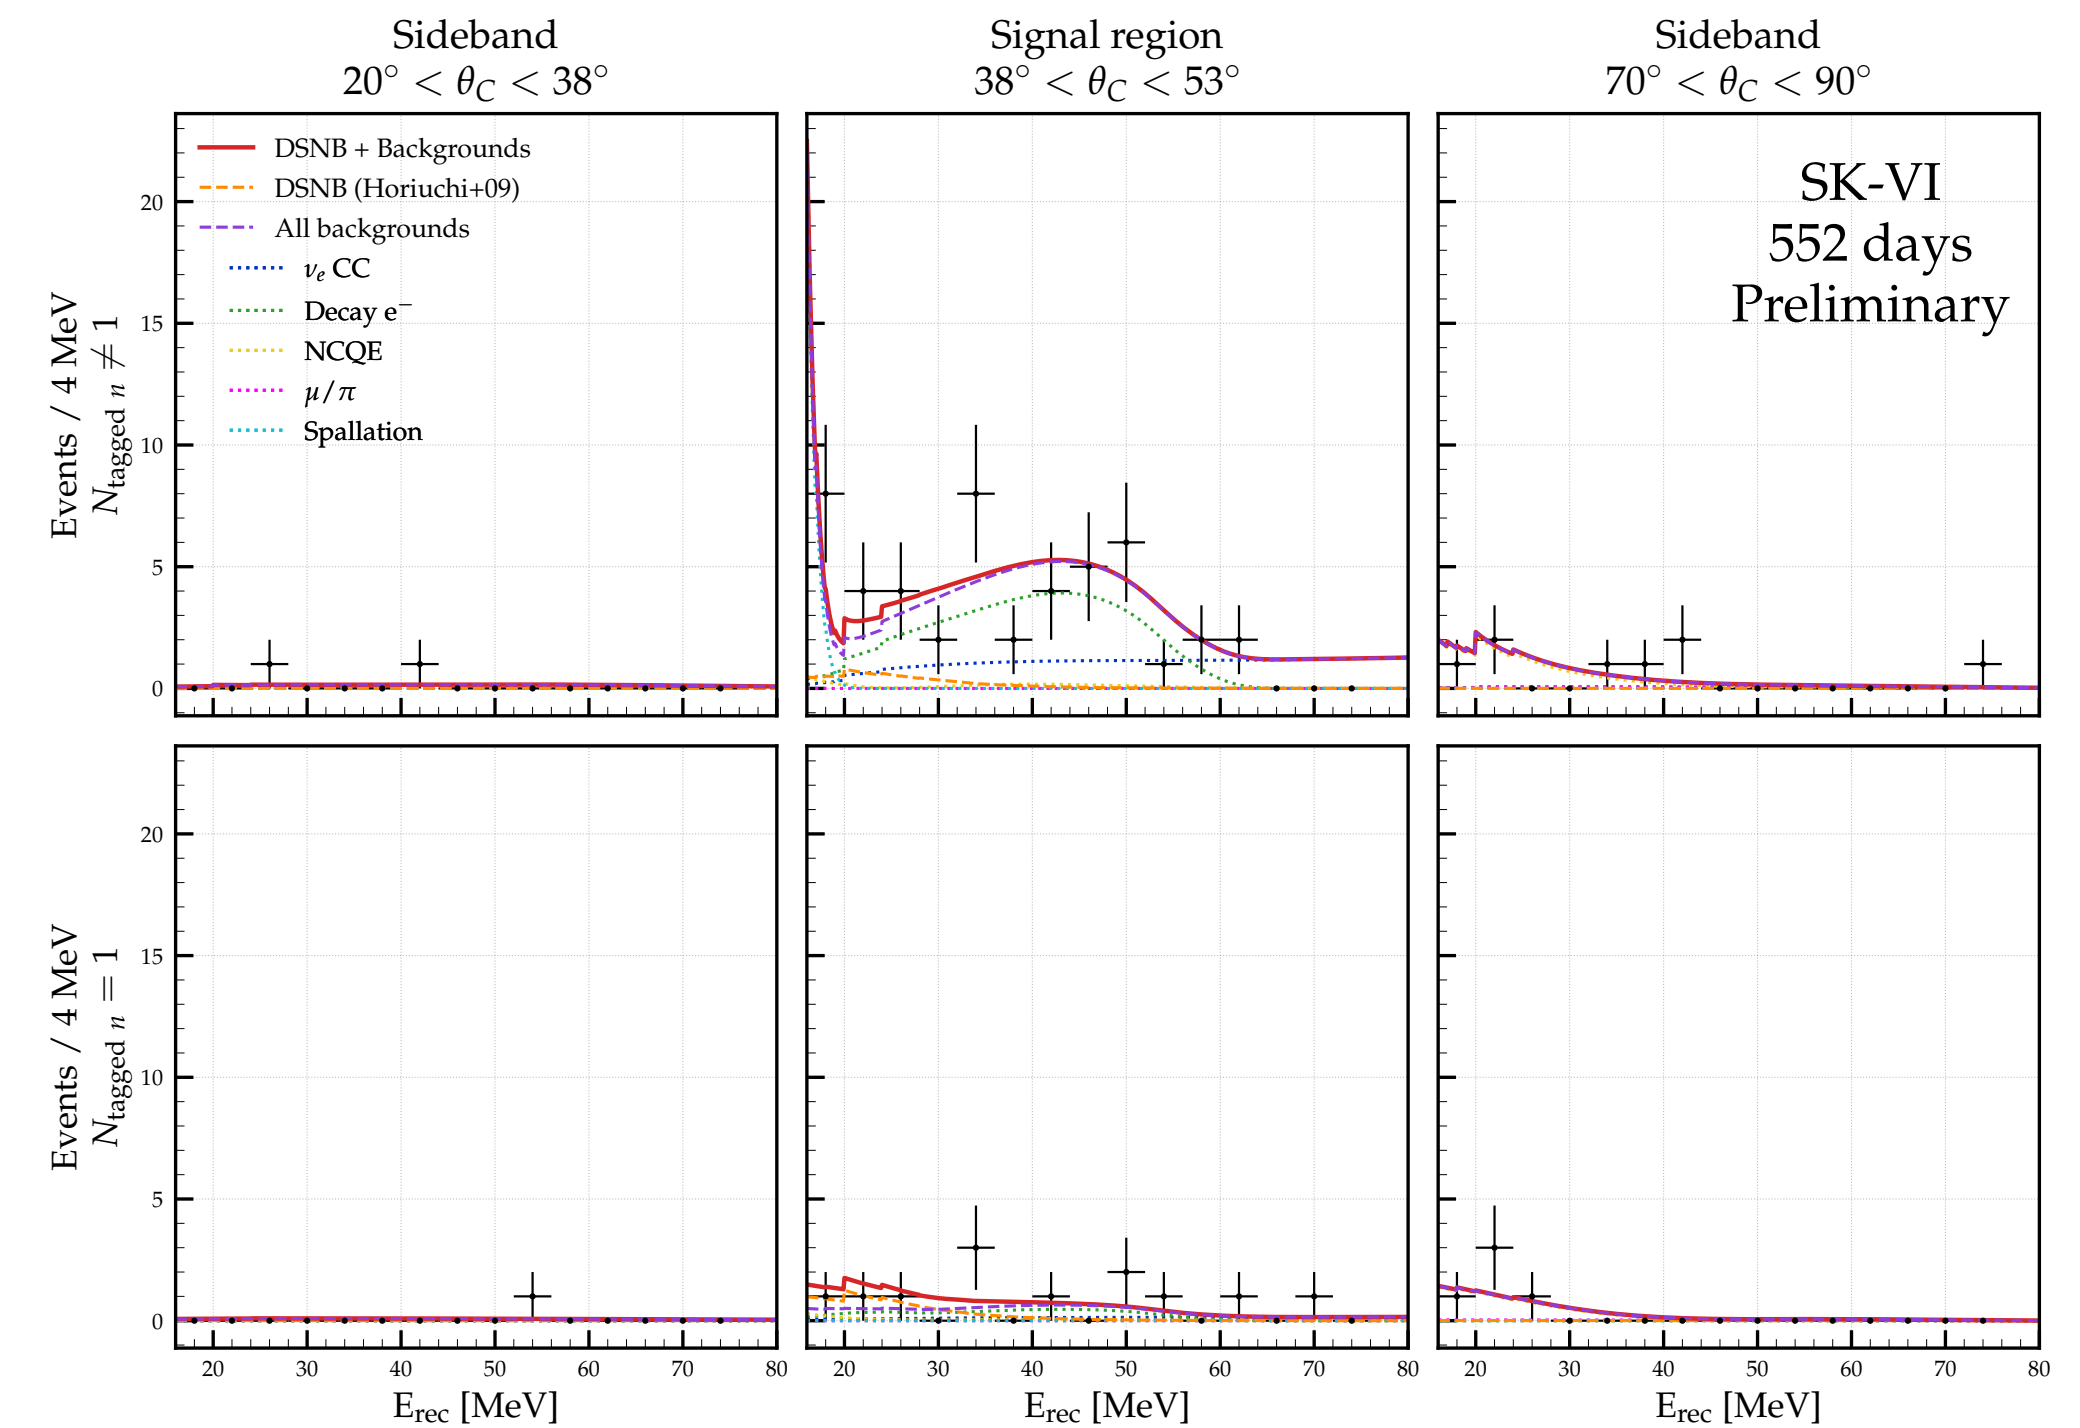 Sideband
20° < θ_C < 38°
Signal region
38° < θ_C < 53°
Sideband
70° < θ_C < 90°
DSNB + Backgrounds
DSNB (Horiuchi+09)
All backgrounds
ν_e CC
Decay e⁻
NCQE
μ/π
Spallation
SK-VI
552 days
Preliminary
Events / 4 MeV
N_tagged n ≠ 1
20
15
10
5
0
Events / 4 MeV
N_tagged n = 1
20
15
10
5
0
20 30 40 50 60 70 80
20 30 40 50 60 70 80
20 30 40 50 60 70 80
E_rec [MeV]
E_rec [MeV]
E_rec [MeV]